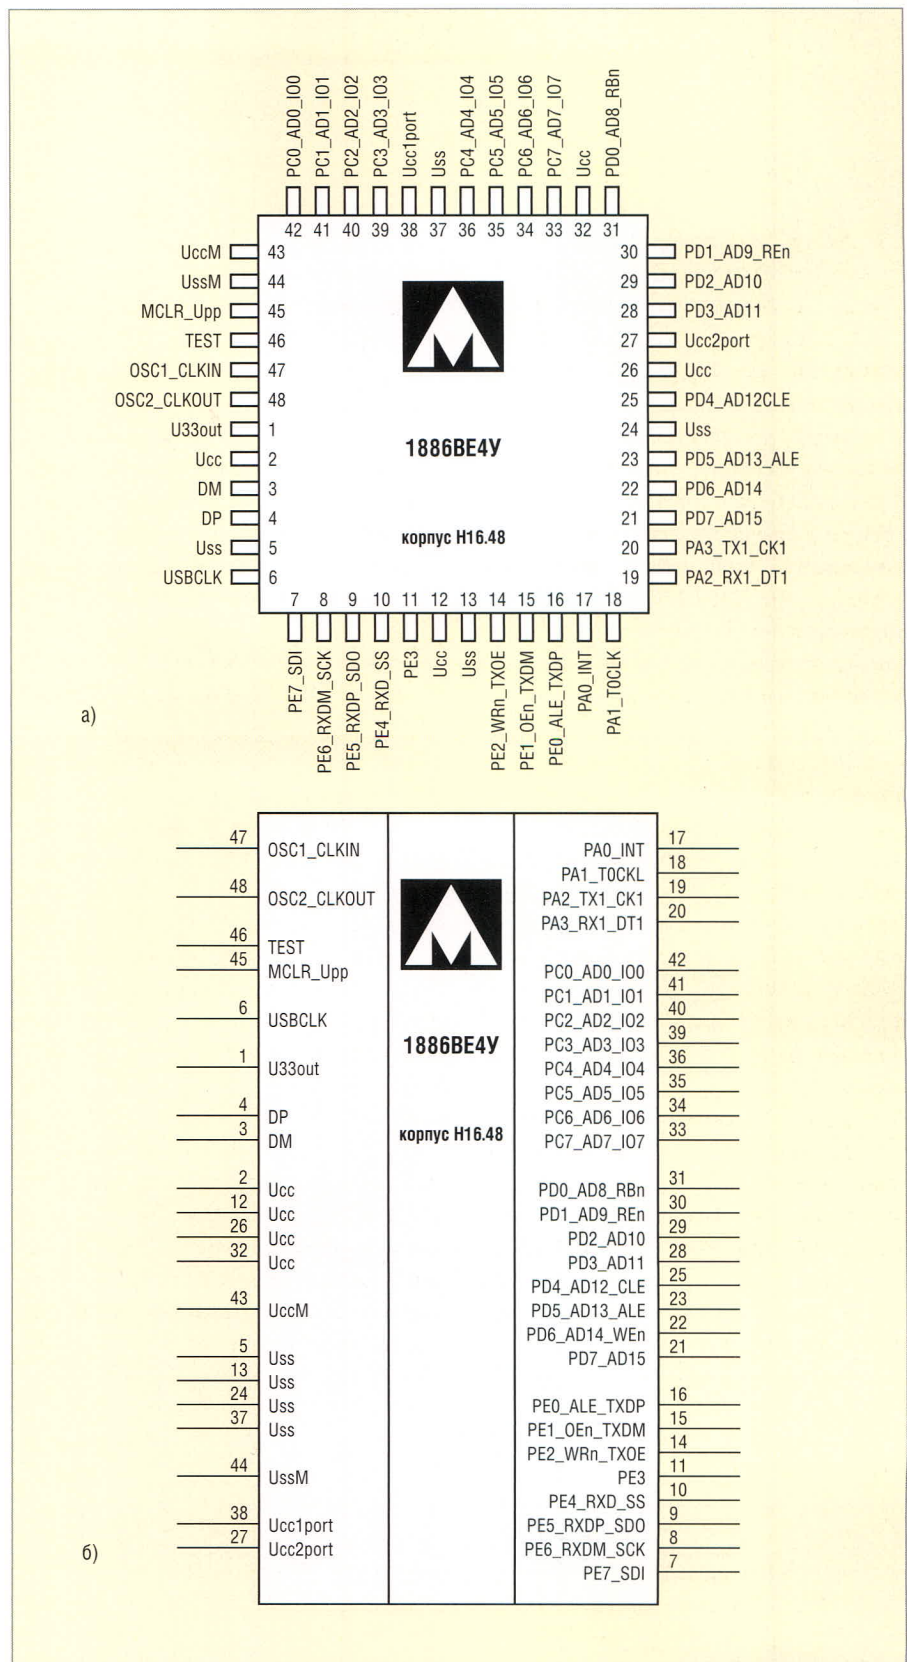 PC0_AD0_IO0
PC1_AD1_IO1
PC2_AD2_IO2
PC3_AD3_IO3
Ucc1port
Uss
PC4_AD4_IO4
PC5_AD5_IO5
PC6_AD6_IO6
PC7_AD7_IO7
Ucc
PD0_AD8_RBn
42 41 40 39 38 37 36 35 34 33 32 31
UccM 43 30 PD1_AD9_REn
UssM 44 29 PD2_AD10
MCLR_Upp 45 28 PD3_AD11
TEST 46 27 Ucc2port
OSC1_CLKIN 47 26 Ucc
OSC2_CLKOUT 48 25 PD4_AD12CLE
U33out 1 24 Uss
1886ВЕ4У
Ucc 2 23 PD5_AD13_ALE
DM 3 22 PD6_AD14
DP 4 21 PD7_AD15
корпус Н16.48
Uss 5 20 PA3_TX1_CK1
USBCLK 6 19 PA2_RX1_DT1
7 8 9 10 11 12 13 14 15 16 17 18
PE7_SDI
PE6_RXDM_SCK
PE5_RXDP_SDO
PE4_RXD_SS
PE3
Ucc
Uss
PE2_WRn_TXOE
PE1_OEn_TXDM
PE0_ALE_TXDP
PA0_INT
PA1_T0CLK
а)
47 OSC1_CLKIN
48 OSC2_CLKOUT
46 TEST
45 MCLR_Upp
6 USBCLK
1 U33out
4 DP
3 DM
2 Ucc
12 Ucc
26 Ucc
32 Ucc
43 UccM
5 Uss
13 Uss
24 Uss
37 Uss
44 UssM
38 Ucc1port
27 Ucc2port
1886ВЕ4У
корпус Н16.48
PA0_INT 17
PA1_T0CKL 18
PA2_TX1_CK1 19
PA3_RX1_DT1 20
PC0_AD0_IO0 42
PC1_AD1_IO1 41
PC2_AD2_IO2 40
PC3_AD3_IO3 39
PC4_AD4_IO4 36
PC5_AD5_IO5 35
PC6_AD6_IO6 34
PC7_AD7_IO7 33
PD0_AD8_RBn 31
PD1_AD9_REn 30
PD2_AD10 29
PD3_AD11 28
PD4_AD12_CLE 25
PD5_AD13_ALE 23
PD6_AD14_WEn 22
PD7_AD15 21
PE0_ALE_TXDP 16
PE1_OEn_TXDM 15
PE2_WRn_TXOE 14
PE3 11
PE4_RXD_SS 10
PE5_RXDP_SDO 9
PE6_RXDM_SCK 8
PE7_SDI 7
б)